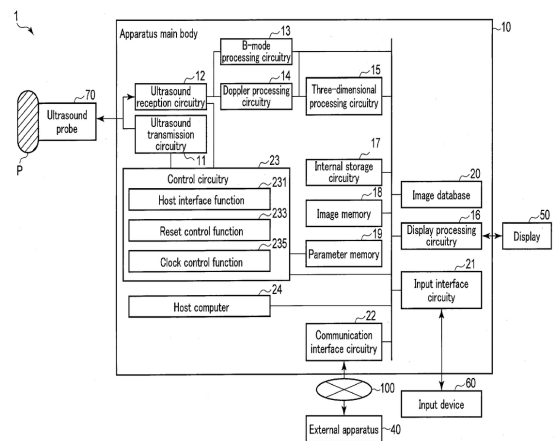 1
10
Apparatus main body
13
B-mode
processing circuitry
12
Ultrasound
reception circuitry
14
Doppler processing
circuitry
15
Three-dimensional
processing circuitry
70
Ultrasound
probe
P
Ultrasound
transmission
circuitry
11
23
Control circuitry
231
Host interface function
233
Reset control function
235
Clock control function
17
Internal storage
circuitry
18
Image memory
19
Parameter memory
20
Image database
16
Display processing
circuitry
50
Display
24
Host computer
21
Input interface
circuity
22
Communication
interface circuitry
100
60
Input device
External apparatus
40